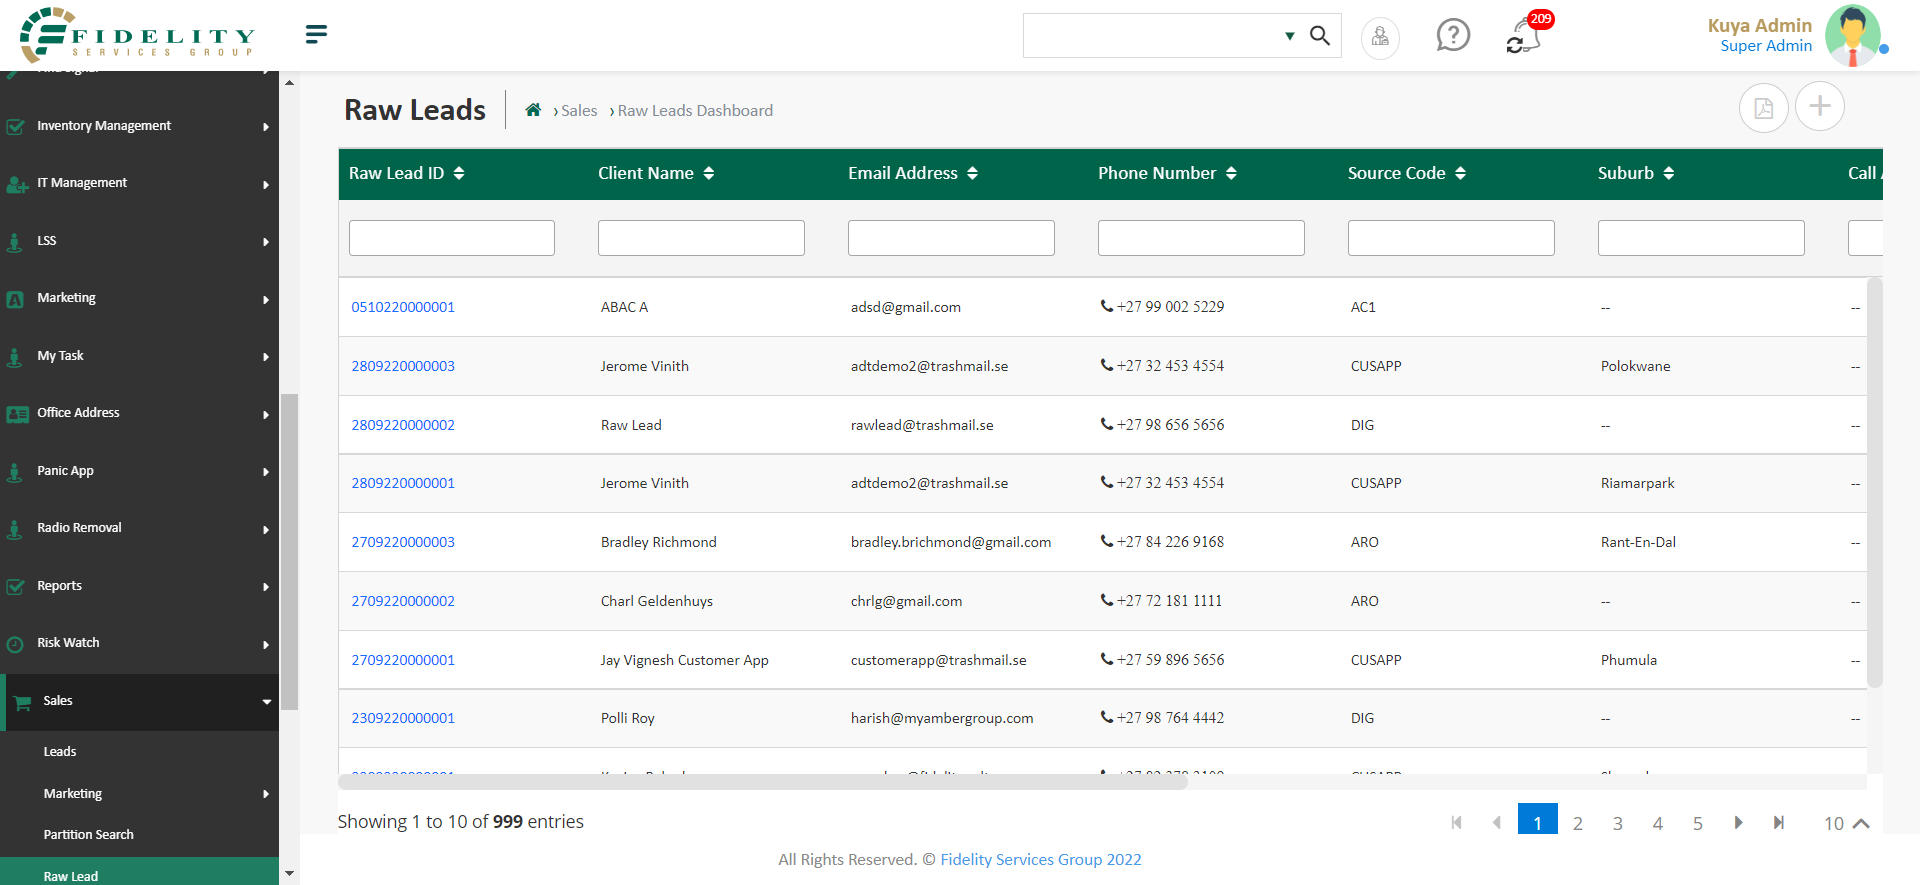 FIDELITY
SERVICES GROUP
209
Kuya Admin
Super Admin
Inventory Management
IT Management
LSS
Marketing
My Task
Office Address
Panic App
Radio Removal
Reports
Risk Watch
Sales
Leads
Marketing
Partition Search
Raw Lead
Raw Leads
› Sales › Raw Leads Dashboard
Raw Lead ID Client Name Email Address Phone Number Source Code Suburb Call
0510220000001 ABAC A adsd@gmail.com +27 99 002 5229 AC1 -- --
2809220000003 Jerome Vinith adtdemo2@trashmail.se +27 32 453 4554 CUSAPP Polokwane --
2809220000002 Raw Lead rawlead@trashmail.se +27 98 656 5656 DIG -- --
2809220000001 Jerome Vinith adtdemo2@trashmail.se +27 32 453 4554 CUSAPP Riamarpark --
2709220000003 Bradley Richmond bradley.brichmond@gmail.com +27 84 226 9168 ARO Rant-En-Dal --
2709220000002 Charl Geldenhuys chrlg@gmail.com +27 72 181 1111 ARO -- --
2709220000001 Jay Vignesh Customer App customerapp@trashmail.se +27 59 896 5656 CUSAPP Phumula --
2309220000001 Polli Roy harish@myambergroup.com +27 98 764 4442 DIG -- --
Showing 1 to 10 of 999 entries
1 2 3 4 5 10
All Rights Reserved. © Fidelity Services Group 2022